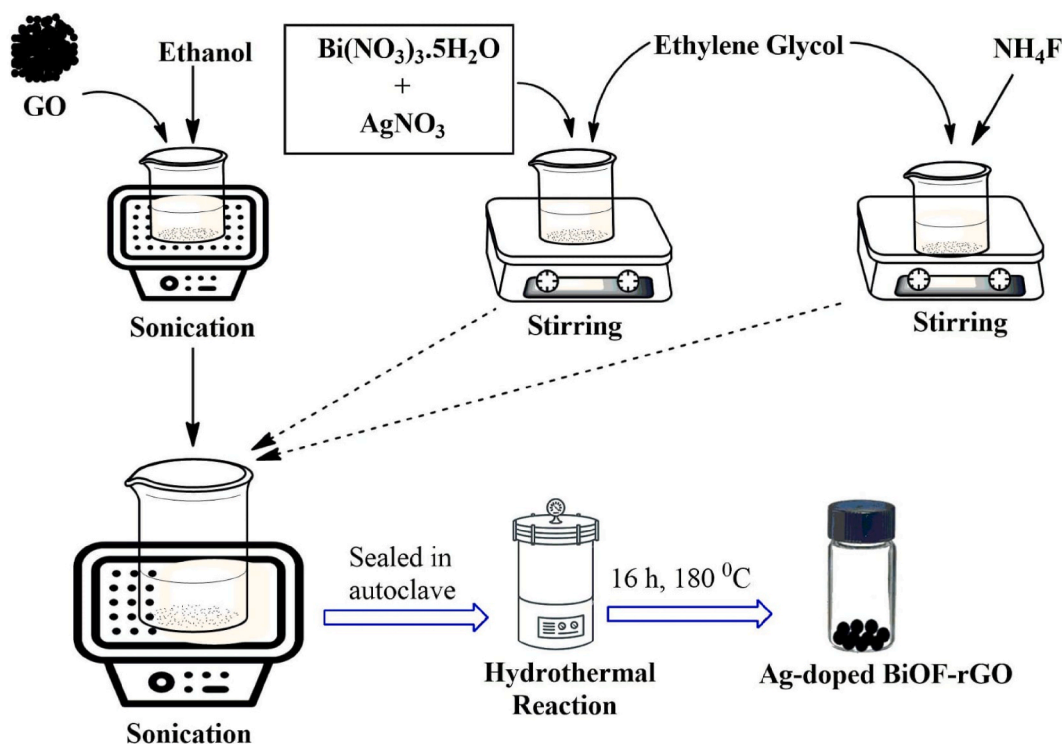 GO
Ethanol
Bi(NO₃)₃.5H₂O
+
AgNO₃
Ethylene Glycol
NH₄F
Sonication
Stirring
Stirring
Sonication
Sealed in
autoclave
Hydrothermal
Reaction
16 h, 180 ⁰C
Ag-doped BiOF-rGO